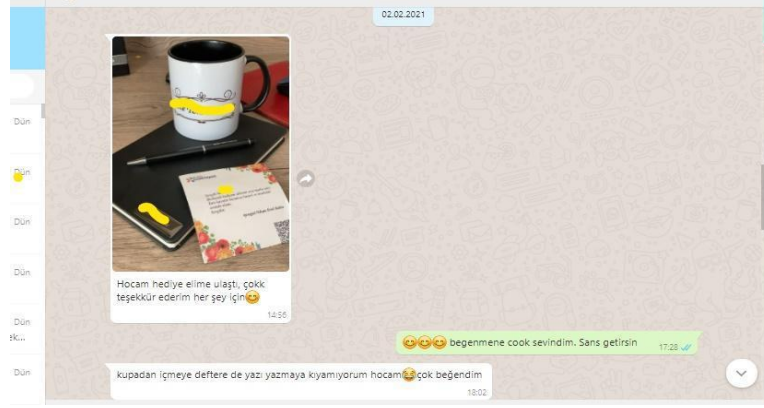 02.02.2021
Dün
Dün
Dün
Dün
Dün
ek...
Dün
Hocam hediye elime ulaştı, çokk
teşekkür ederim her şey için😊
14:56
😊😊😊 begenmene cook sevindim. Sans getirsin
17:28
kupadan içmeye deftere de yazı yazmaya kıyamıyorum hocam😂çok beğendim
18:02